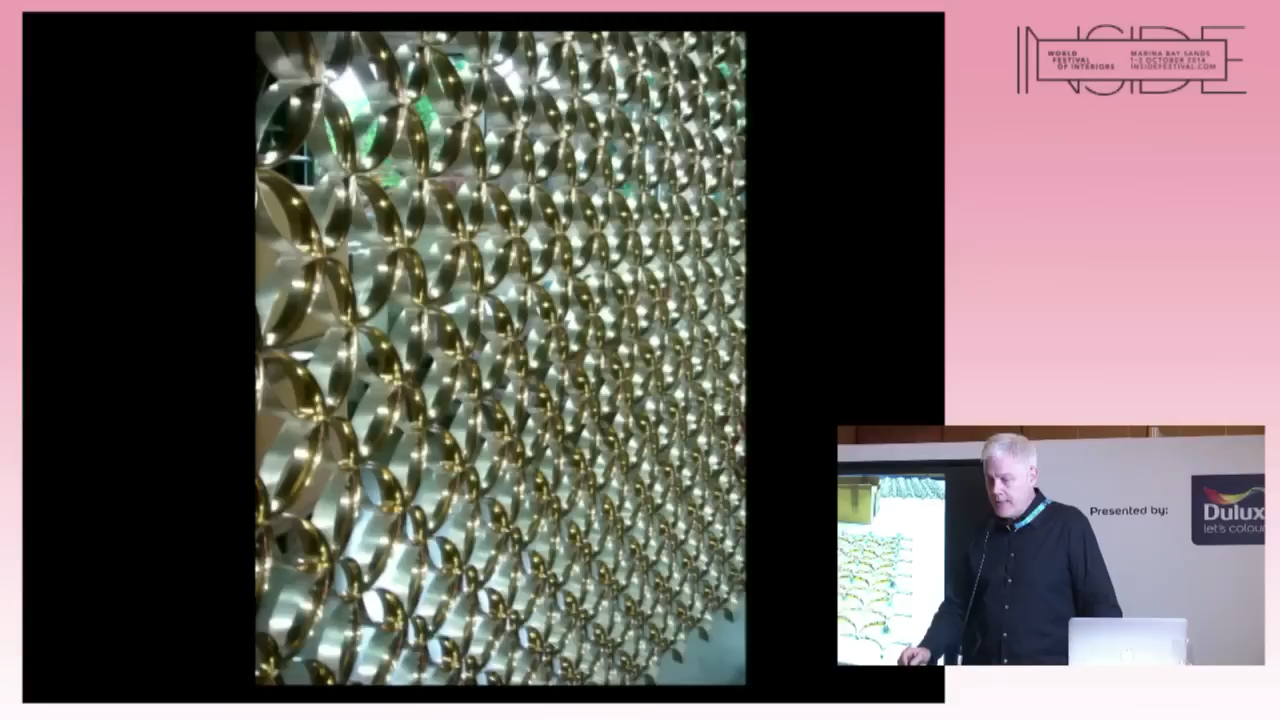 INSIDE
WORLD FESTIVAL OF INTERIORS
MARINA BAY SANDS
1-3 OCTOBER 2014
INSIDEFESTIVAL.COM
Presented by:
Dulux
let's colour